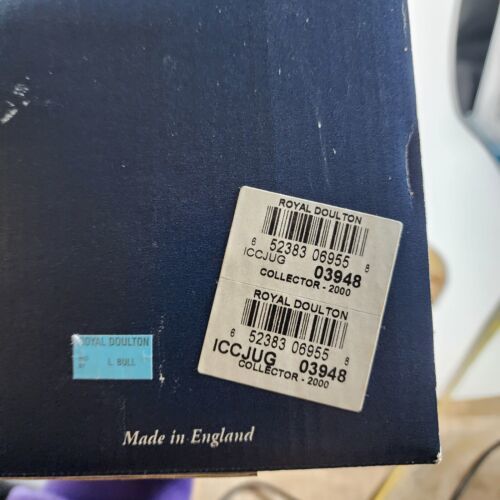 ROYAL DOULTON
6 52383 06955 8
ICCJUG 03948
COLLECTOR - 2000
ROYAL DOULTON
6 52383 06955 8
ICCJUG 03948
COLLECTOR - 2000
ROYAL DOULTON
L. BULL
Made in England